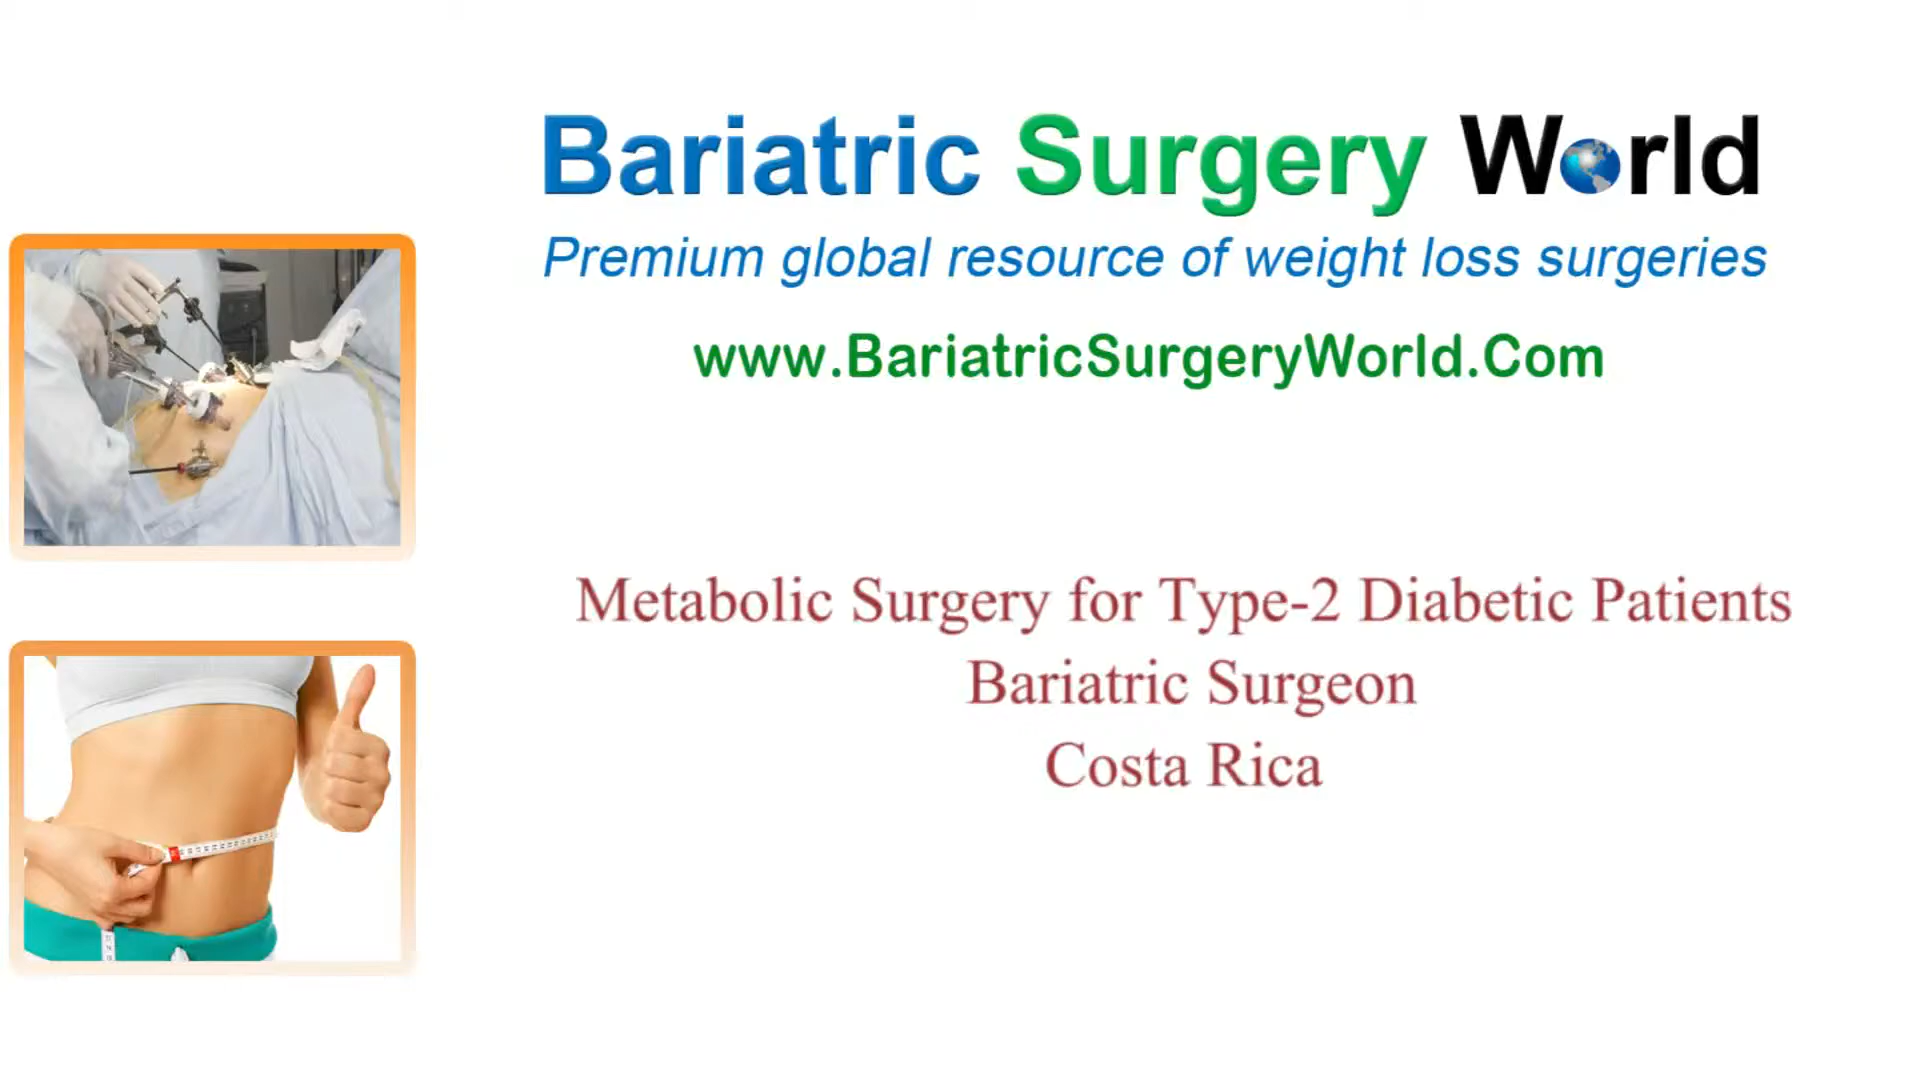 Bariatric Surgery World
Premium global resource of weight loss surgeries
www.BariatricSurgeryWorld.Com
Metabolic Surgery for Type-2 Diabetic Patients
Bariatric Surgeon
Costa Rica